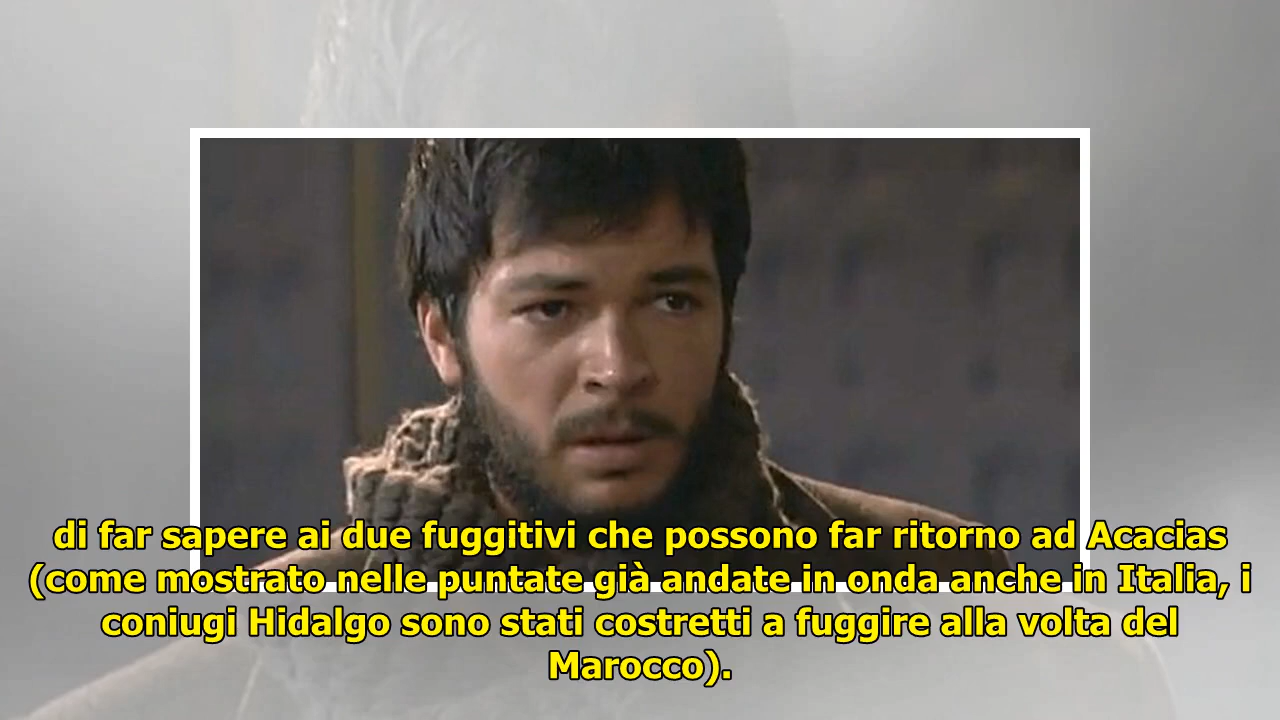 di far sapere ai due fuggitivi che possono far ritorno ad Acacias
(come mostrato nelle puntate già andate in onda anche in Italia, i
coniugi Hidalgo sono stati costretti a fuggire alla volta del
Marocco).